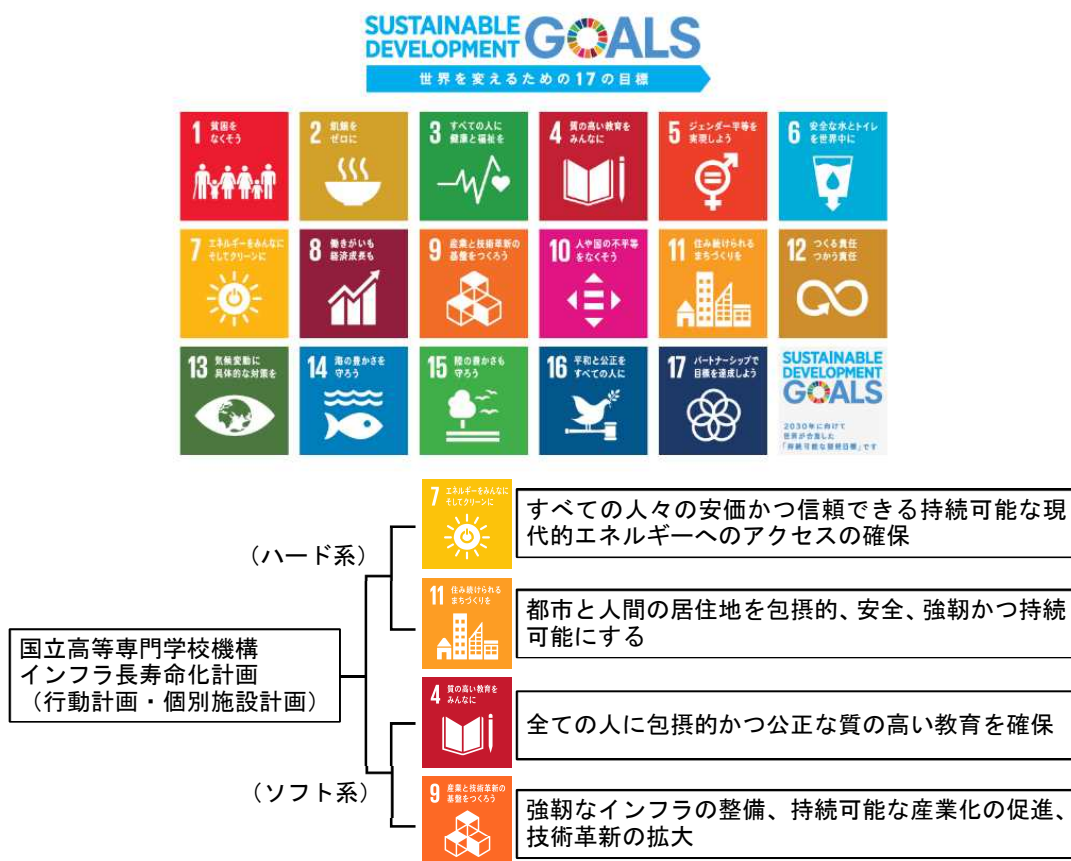 SUSTAINABLE
DEVELOPMENT GOALS
世界を変えるための17の目標
1 貧困を
なくそう
2 飢餓を
ゼロに
3 すべての人に
健康と福祉を
4 質の高い教育を
みんなに
5 ジェンダー平等を
実現しよう
6 安全な水とトイレ
を世界中に
7 エネルギーをみんなに
そしてクリーンに
8 働きがいも
経済成長も
9 産業と技術革新の
基盤をつくろう
10 人や国の不平等
をなくそう
11 住み続けられる
まちづくりを
12 つくる責任
つかう責任
13 気候変動に
具体的な対策を
14 海の豊かさを
守ろう
15 陸の豊かさも
守ろう
16 平和と公正を
すべての人に
17 パートナーシップで
目標を達成しよう
SUSTAINABLE
DEVELOPMENT
GOALS
2030年に向けて
世界が合意した
「持続可能な開発目標」です
国立高等専門学校機構
インフラ長寿命化計画
(行動計画・個別施設計画)
(ハード系)
7 エネルギーをみんなに
そしてクリーンに
すべての人々の安価かつ信頼できる持続可能な現
代的エネルギーへのアクセスの確保
11 住み続けられる
まちづくりを
都市と人間の居住地を包摂的、安全、強靭かつ持続
可能にする
(ソフト系)
4 質の高い教育を
みんなに
全ての人に包摂的かつ公正な質の高い教育を確保
9 産業と技術革新の
基盤をつくろう
強靭なインフラの整備、持続可能な産業化の促進、
技術革新の拡大